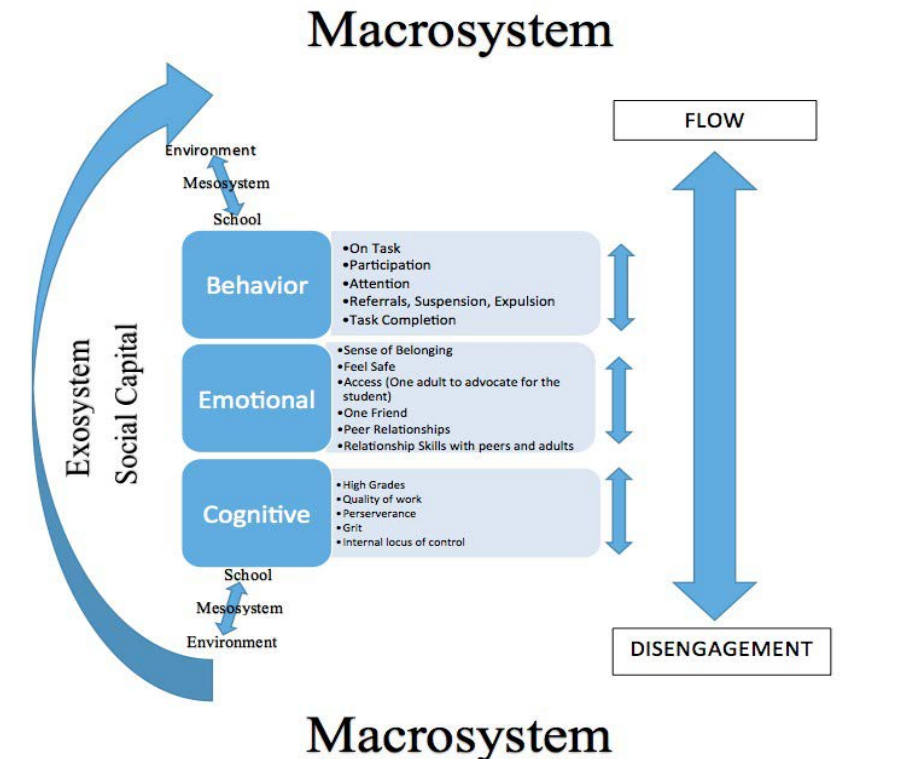 Macrosystem
FLOW
Environment
Mesosystem
School
Behavior
•On Task
•Participation
•Attention
•Referrals, Suspension, Expulsion
•Task Completion
Exosystem
Social Capital
Emotional
•Sense of Belonging
•Feel Safe
•Access (One adult to advocate for the
student)
•One Friend
•Peer Relationships
•Relationship Skills with peers and adults
Cognitive
•High Grades
•Quality of work
•Perserverance
•Grit
•Internal locus of control
School
Mesosystem
Environment
DISENGAGEMENT
Macrosystem